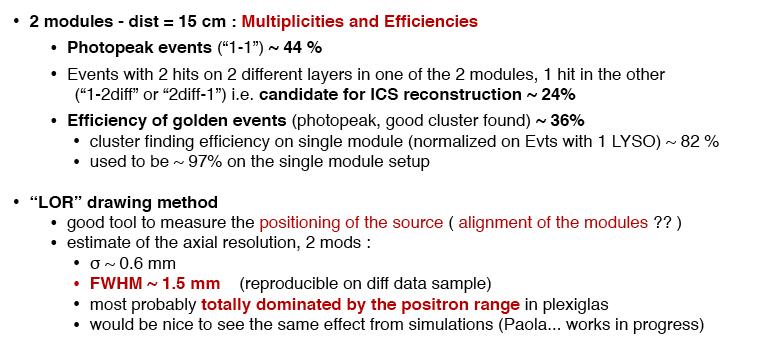 • 2 modules - dist = 15 cm : Multiplicities and Efficiencies
• Photopeak events (“1-1”) ~ 44 %
• Events with 2 hits on 2 different layers in one of the 2 modules, 1 hit in the other
(“1-2diff” or “2diff-1”) i.e. candidate for ICS reconstruction ~ 24%
• Efficiency of golden events (photopeak, good cluster found) ~ 36%
• cluster finding efficiency on single module (normalized on Evts with 1 LYSO) ~ 82 %
• used to be ~ 97% on the single module setup
• “LOR” drawing method
• good tool to measure the positioning of the source ( alignment of the modules ?? )
• estimate of the axial resolution, 2 mods :
• σ ~ 0.6 mm
• FWHM ~ 1.5 mm (reproducible on diff data sample)
• most probably totally dominated by the positron range in plexiglas
• would be nice to see the same effect from simulations (Paola... works in progress)